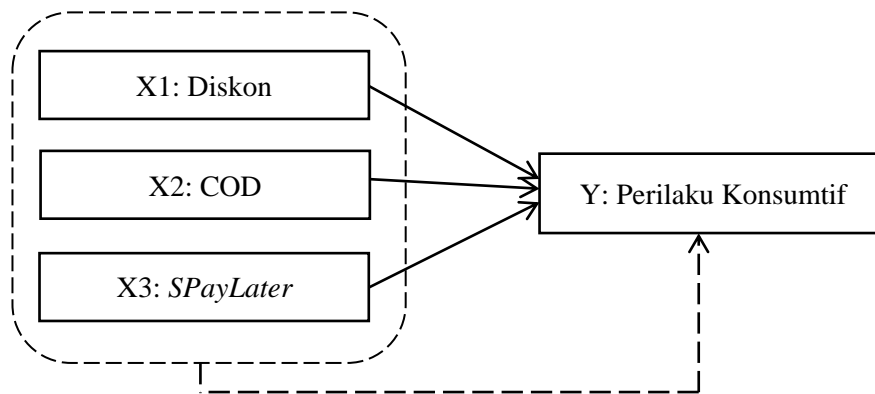 X1: Diskon
X2: COD
Y: Perilaku Konsumtif
X3: SPayLater